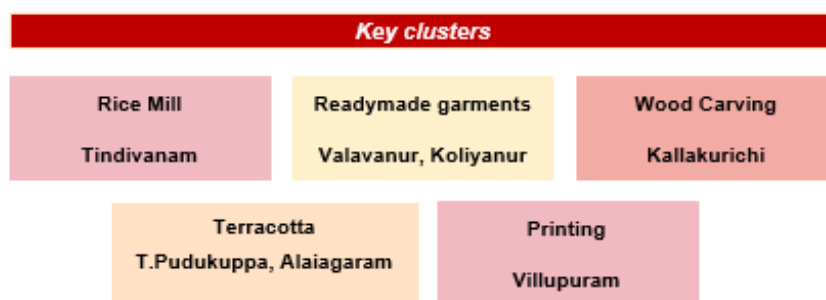 Key clusters
Rice Mill
Tindivanam
Readymade garments
Valavanur, Koliyanur
Wood Carving
Kallakurichi
Terracotta
T.Pudukuppa, Alaiagaram
Printing
Villupuram